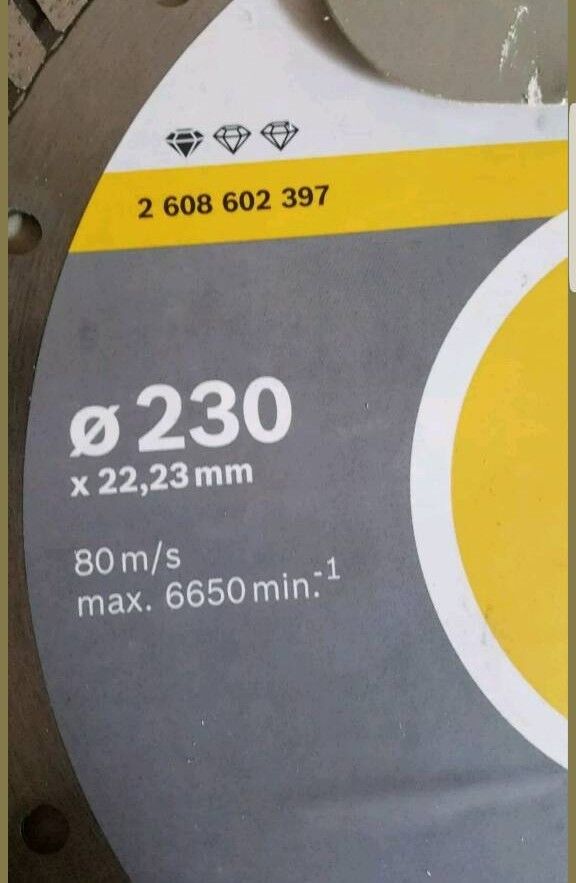 2 608 602 397
ø 230
x 22,23 mm
80 m/s
max. 6650 min.-1